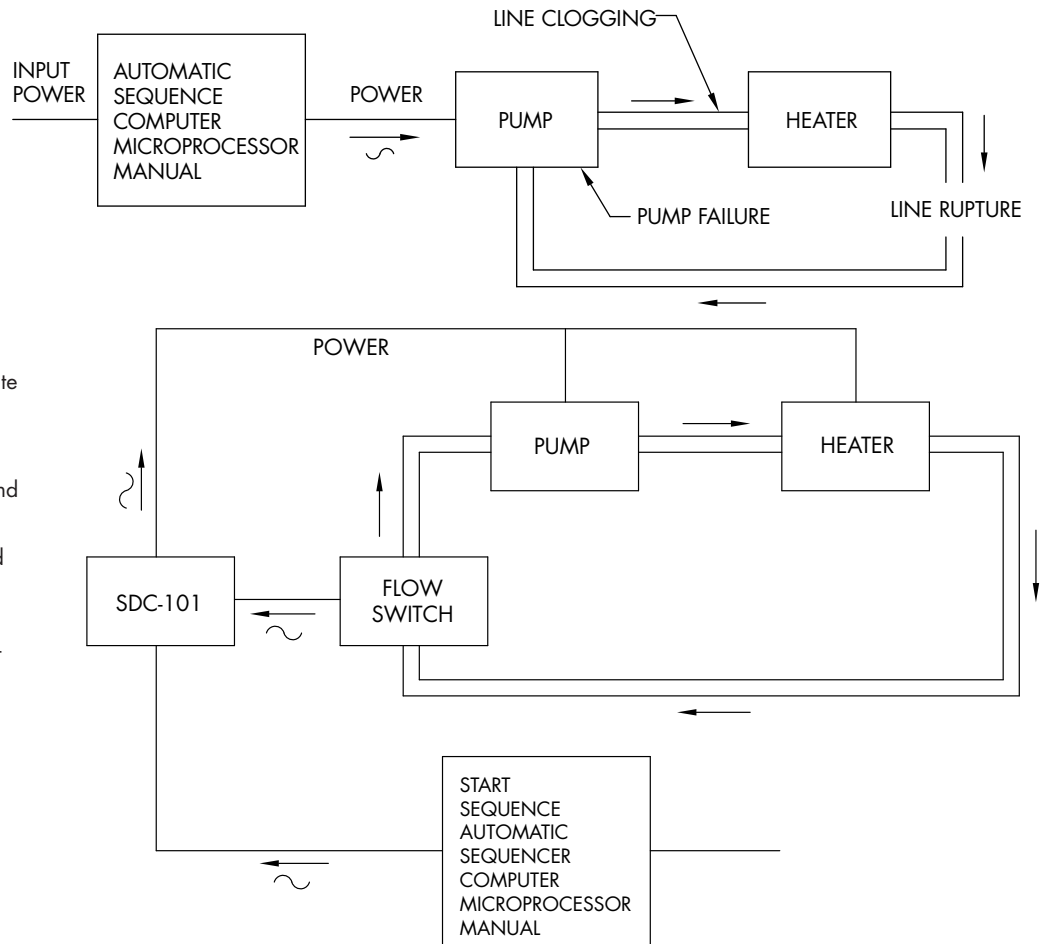 LINE CLOGGING
INPUT
POWER
AUTOMATIC
SEQUENCE
COMPUTER
MICROPROCESSOR
MANUAL
POWER
PUMP
HEATER
PUMP FAILURE
LINE RUPTURE
POWER
PUMP
HEATER
SDC-101
FLOW
SWITCH
START
SEQUENCE
AUTOMATIC
SEQUENCER
COMPUTER
MICROPROCESSOR
MANUAL